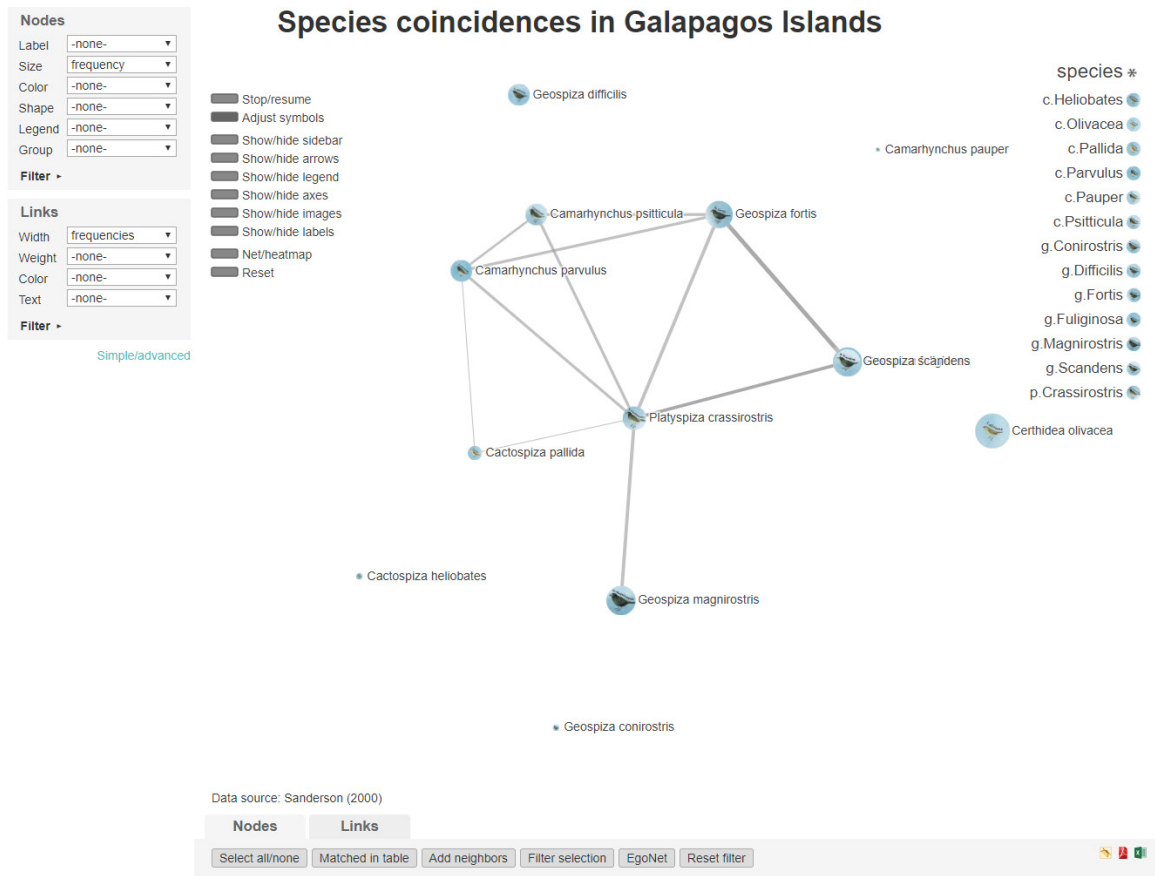 Species coincidences in Galapagos Islands
Nodes
Label -none-
Size frequency
Color -none-
Shape -none-
Legend -none-
Group -none-
Filter
Links
Width frequencies
Weight -none-
Color -none-
Text -none-
Filter
Simple/advanced
Stop/resume
Adjust symbols
Show/hide sidebar
Show/hide arrows
Show/hide legend
Show/hide axes
Show/hide images
Show/hide labels
Net/heatmap
Reset
Geospiza difficilis
Camarhynchus pauper
Camarhynchus psitticula
Geospiza fortis
Camarhynchus parvulus
Geospiza scandens
Platyspiza crassirostris
Certhidea olivacea
Cactospiza pallida
Cactospiza heliobates
Geospiza magnirostris
Geospiza conirostris
species *
c.Heliobates
c.Olivacea
c.Pallida
c.Parvulus
c.Pauper
c.Psitticula
g.Conirostris
g.Difficilis
g.Fortis
g.Fuliginosa
g.Magnirostris
g.Scandens
p.Crassirostris
Data source: Sanderson (2000)
Nodes Links
Select all/none Matched in table Add neighbors Filter selection EgoNet Reset filter